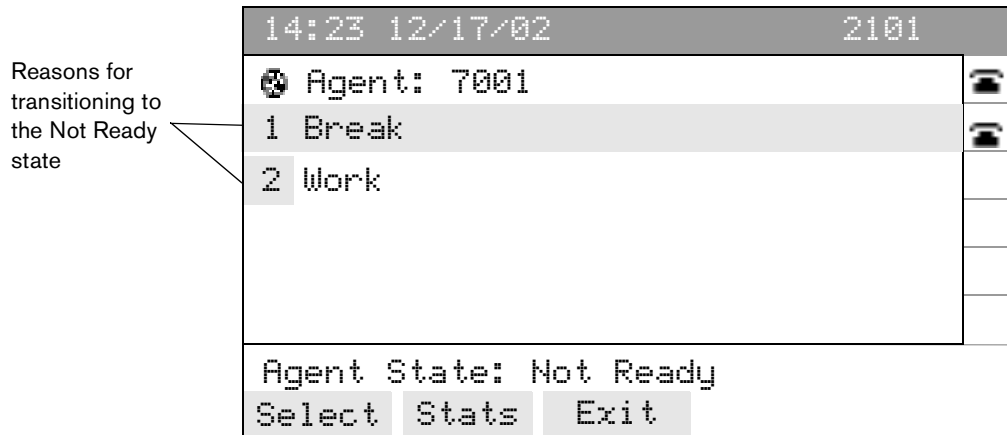 14:23 12/17/02 2101
Reasons for
transitioning to
the Not Ready
state
Agent: 7001
1 Break
2 Work
Agent State: Not Ready
Select Stats Exit